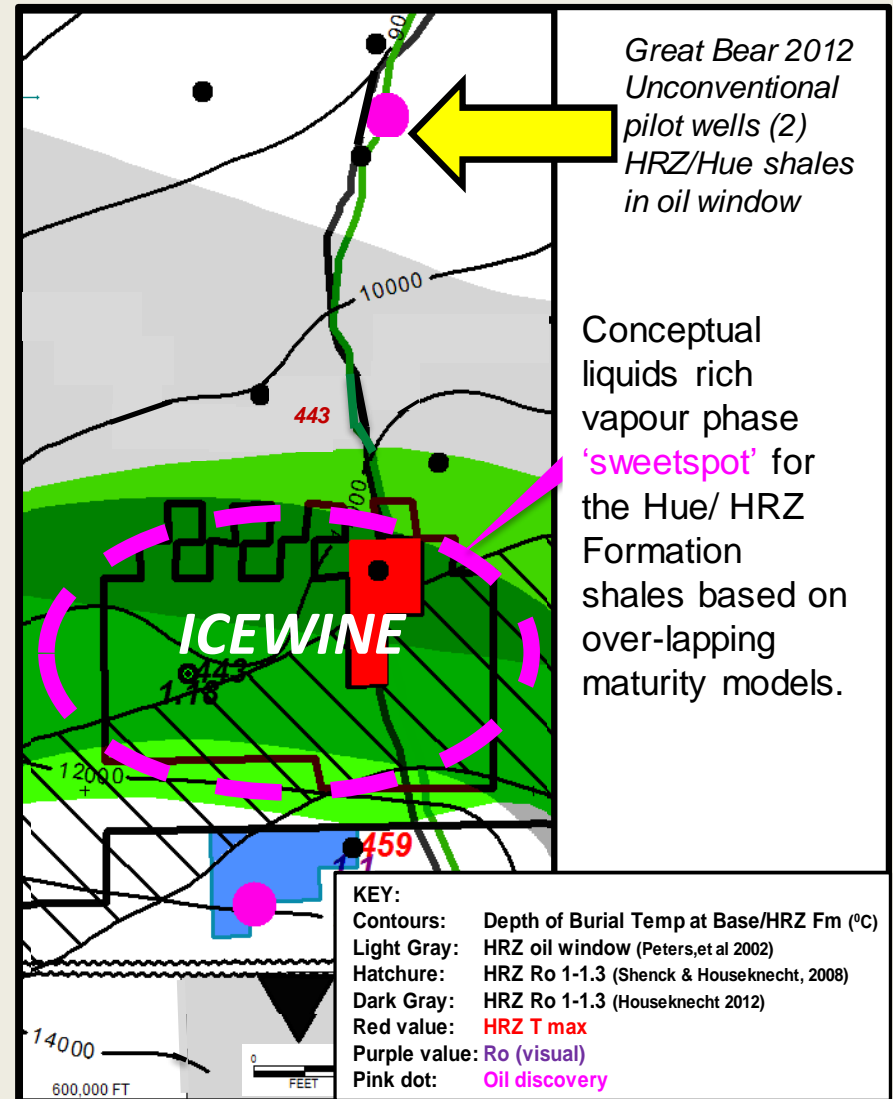 90
Great Bear 2012
Unconventional
pilot wells (2)
HRZ/Hue shales
in oil window
10000
Conceptual
liquids rich
vapour phase
‘sweetspot’ for
the Hue/ HRZ
Formation
shales based on
over-lapping
maturity models.
443
ICEWINE
443
1.18
12000
459
KEY:
Contours: Depth of Burial Temp at Base/HRZ Fm (⁰C)
Light Gray: HRZ oil window (Peters,et al 2002)
Hatchure: HRZ Ro 1-1.3 (Shenck & Houseknecht, 2008)
Dark Gray: HRZ Ro 1-1.3 (Houseknecht 2012)
Red value: HRZ T max
Purple value: Ro (visual)
Pink dot: Oil discovery
14000
0
FEET
600,000 FT